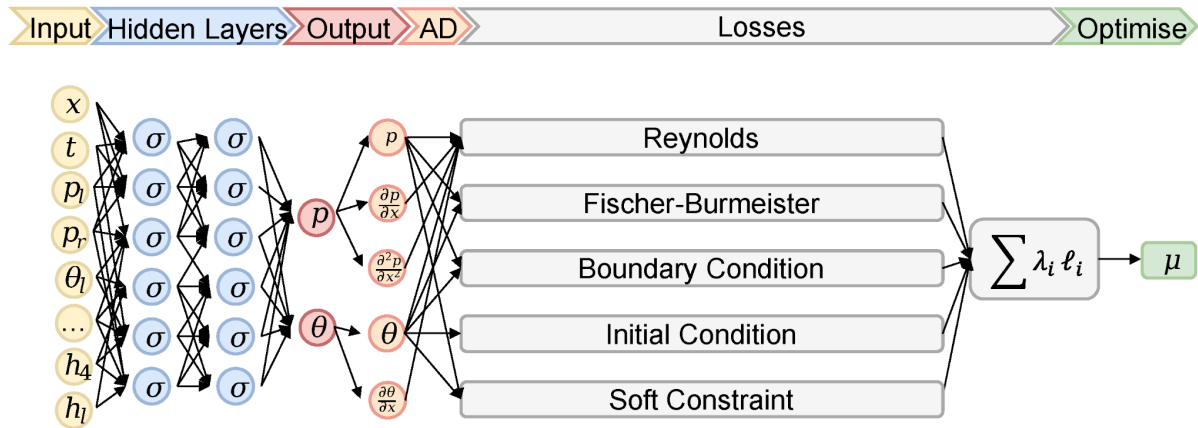 Input Hidden Layers Output AD Losses Optimise
x
t
p_l
p_r
θ_l
...
h_4
h_l
σ σ
σ σ
σ σ
σ σ
σ σ
σ σ
p
θ
p
∂p/∂x
∂²p/∂x²
θ
∂θ/∂x
Reynolds
Fischer-Burmeister
Boundary Condition
Initial Condition
Soft Constraint
∑ λ_i ℓ_i
μ